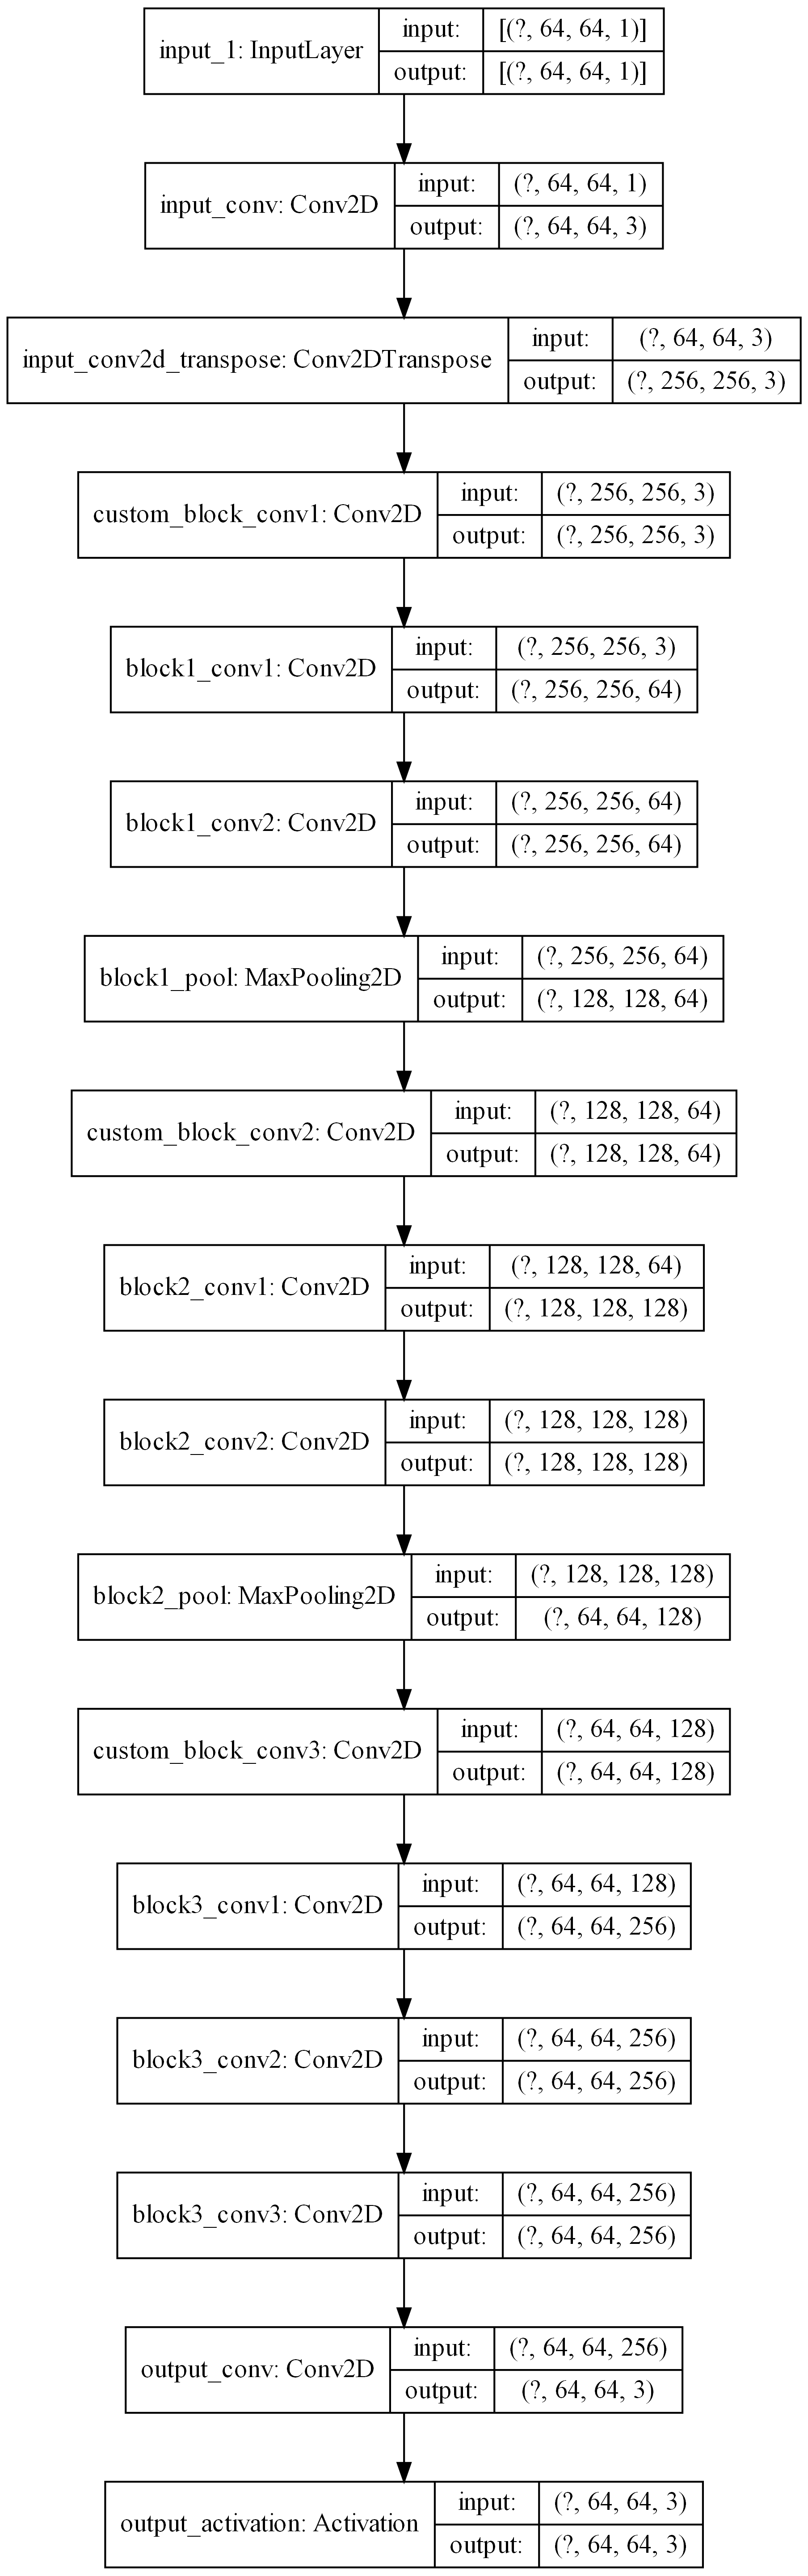 input_1: InputLayer
input: [(?, 64, 64, 1)]
output: [(?, 64, 64, 1)]
input_conv: Conv2D
input: (?, 64, 64, 1)
output: (?, 64, 64, 3)
input_conv2d_transpose: Conv2DTranspose
input: (?, 64, 64, 3)
output: (?, 256, 256, 3)
custom_block_conv1: Conv2D
input: (?, 256, 256, 3)
output: (?, 256, 256, 3)
block1_conv1: Conv2D
input: (?, 256, 256, 3)
output: (?, 256, 256, 64)
block1_conv2: Conv2D
input: (?, 256, 256, 64)
output: (?, 256, 256, 64)
block1_pool: MaxPooling2D
input: (?, 256, 256, 64)
output: (?, 128, 128, 64)
custom_block_conv2: Conv2D
input: (?, 128, 128, 64)
output: (?, 128, 128, 64)
block2_conv1: Conv2D
input: (?, 128, 128, 64)
output: (?, 128, 128, 128)
block2_conv2: Conv2D
input: (?, 128, 128, 128)
output: (?, 128, 128, 128)
block2_pool: MaxPooling2D
input: (?, 128, 128, 128)
output: (?, 64, 64, 128)
custom_block_conv3: Conv2D
input: (?, 64, 64, 128)
output: (?, 64, 64, 128)
block3_conv1: Conv2D
input: (?, 64, 64, 128)
output: (?, 64, 64, 256)
block3_conv2: Conv2D
input: (?, 64, 64, 256)
output: (?, 64, 64, 256)
block3_conv3: Conv2D
input: (?, 64, 64, 256)
output: (?, 64, 64, 256)
output_conv: Conv2D
input: (?, 64, 64, 256)
output: (?, 64, 64, 3)
output_activation: Activation
input: (?, 64, 64, 3)
output: (?, 64, 64, 3)